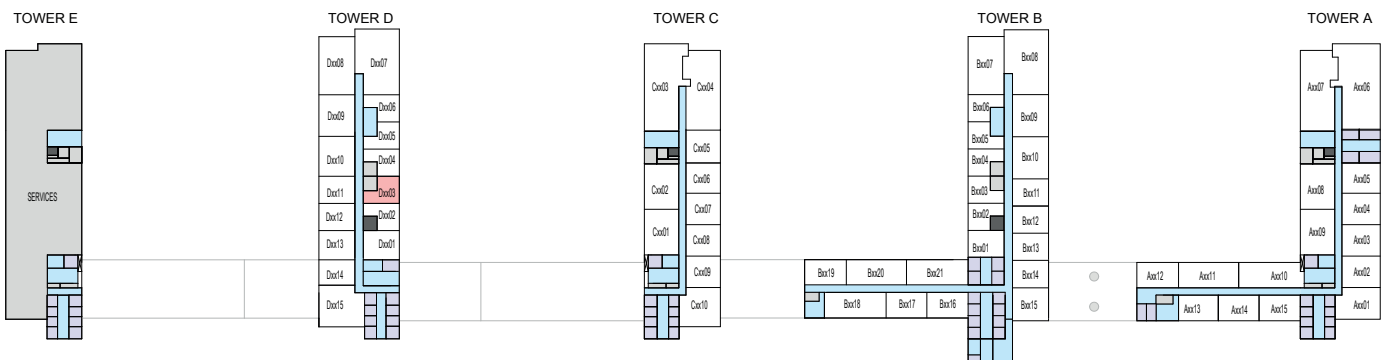 TOWER E
TOWER D
TOWER C
TOWER B
TOWER A
SERVICES
Dxx08
Dxx07
Dxx09
Dxx06
Dxx05
Dxx10
Dxx04
Dxx11
Dxx03
Dxx12
Dxx02
Dxx13
Dxx01
Dxx14
Dxx15
Cxx03
Cxx04
Cxx05
Cxx02
Cxx06
Cxx07
Cxx01
Cxx08
Cxx09
Cxx10
Bxx07
Bxx08
Bxx06
Bxx09
Bxx05
Bxx04
Bxx10
Bxx03
Bxx11
Bxx02
Bxx12
Bxx01
Bxx13
Bxx19
Bxx20
Bxx21
Bxx14
Bxx18
Bxx17
Bxx16
Bxx15
Axx07
Axx06
Axx08
Axx05
Axx04
Axx09
Axx03
Axx12
Axx11
Axx10
Axx02
Axx13
Axx14
Axx15
Axx01